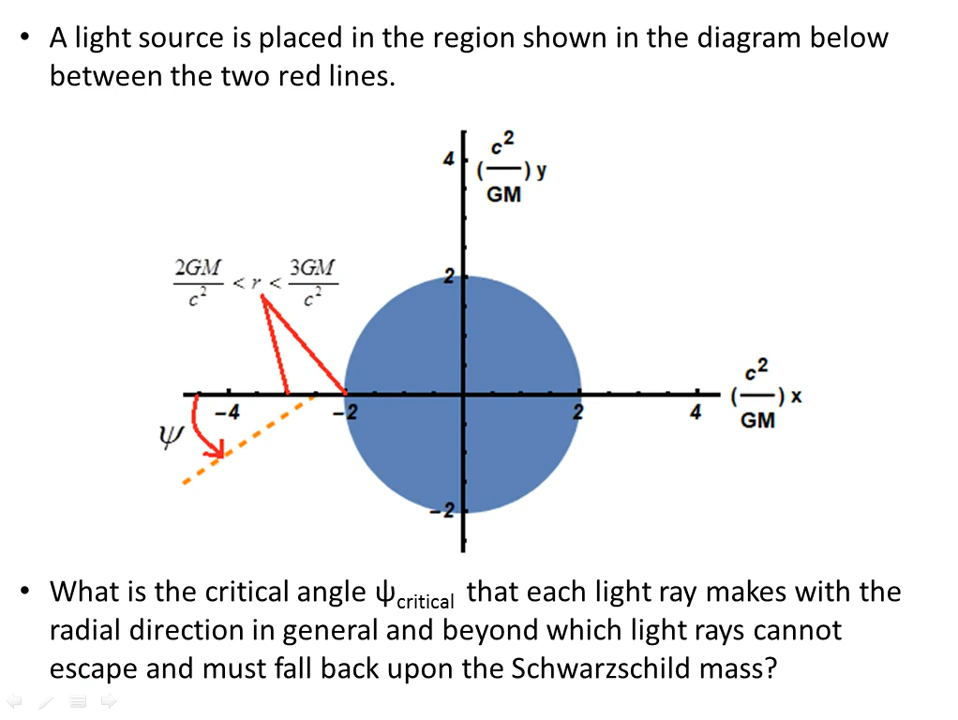 • A light source is placed in the region shown in the diagram below
between the two red lines.
4
(c²/GM) y
2GM/c² < r < 3GM/c²
2
(c²/GM) x
−4
−2
2
4
ψ
−2
• What is the critical angle ψcritical that each light ray makes with the
radial direction in general and beyond which light rays cannot
escape and must fall back upon the Schwarzschild mass?